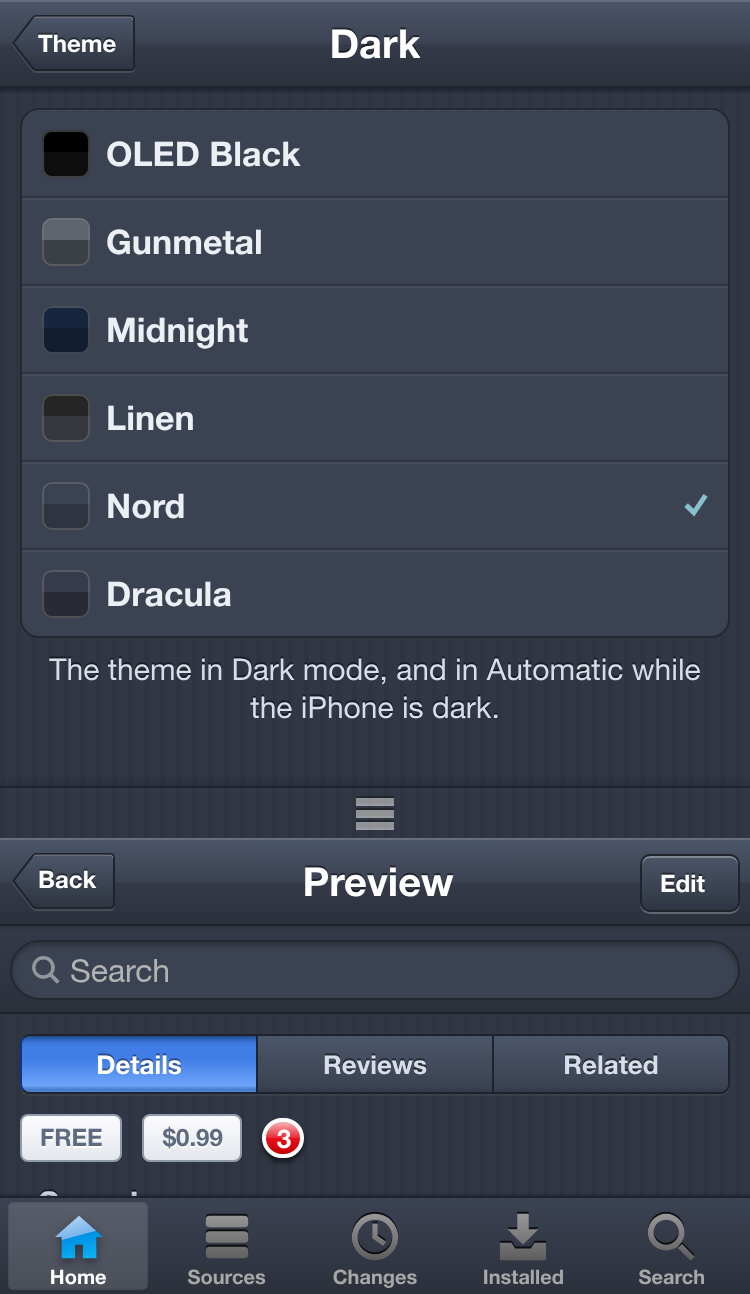 Theme
Dark
OLED Black
Gunmetal
Midnight
Linen
Nord
Dracula
The theme in Dark mode, and in Automatic while
the iPhone is dark.
Back
Preview
Edit
Search
Details
Reviews
Related
FREE
$0.99
3
Home
Sources
Changes
Installed
Search